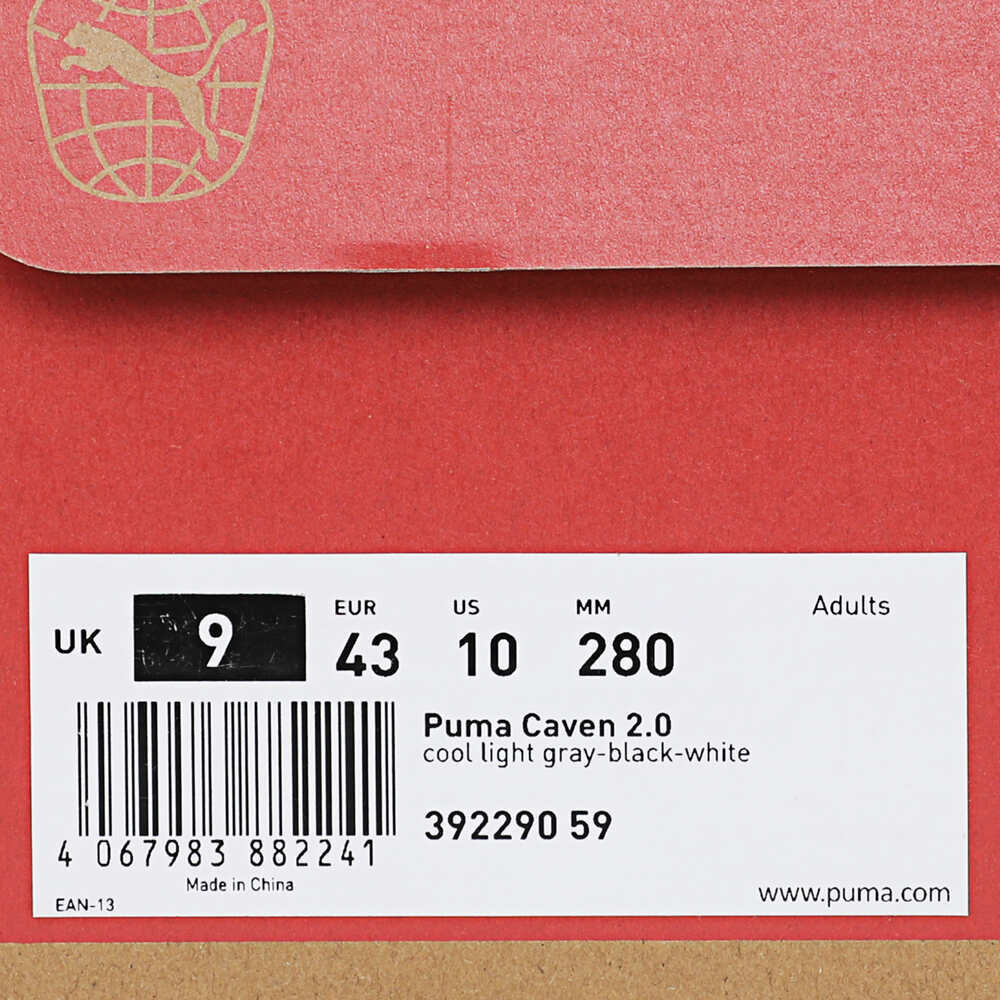 UK 9
EUR 43
US 10
MM 280
Adults
Puma Caven 2.0
cool light gray-black-white
392290 59
4 067983 882241
Made in China
EAN-13
www.puma.com